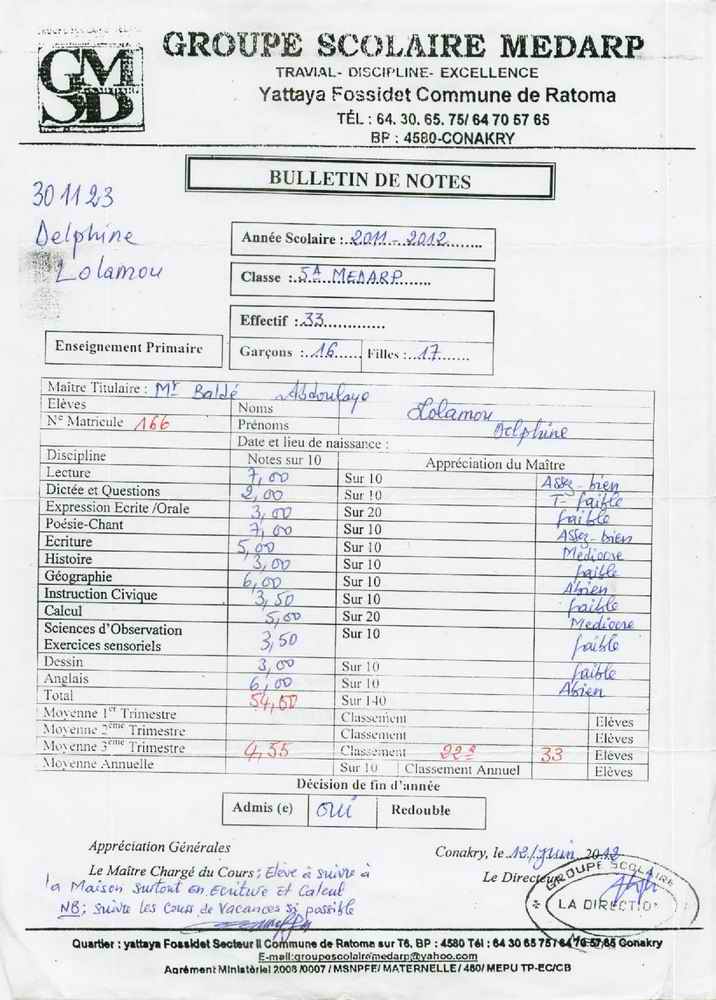 GMSD
GROUPE SCOLAIRE MEDARP
TRAVIAL- DISCIPLINE- EXCELLENCE
Yattaya Fossidet Commune de Ratoma
TÉL : 64. 30. 65. 75/ 64 70 57 65
BP : 4580-CONAKRY
BULLETIN DE NOTES
301123
Delphine
Lolamou
Année Scolaire : 2011 - 2012
Classe : 5A MEDARP
Effectif : 33
Enseignement Primaire
Garçons : 16 Filles : 17
Maître Titulaire : Mr Baldé Abdoulaye
Elèves Noms Lolamou
N° Matricule 166 Prénoms Delphine
Date et lieu de naissance :
Discipline Notes sur 10 Appréciation du Maître
Lecture 7,00 Sur 10 Assez-bien
Dictée et Questions 2,00 Sur 10 T- faible
Expression Ecrite /Orale 3,00 Sur 20 faible
Poésie-Chant 7,00 Sur 10 Assez-bien
Ecriture 5,00 Sur 10 Médiocre
Histoire 3,00 Sur 10 faible
Géographie 6,00 Sur 10 Abien
Instruction Civique 3,50 Sur 10 faible
Calcul 5,00 Sur 20 Mediocre
Sciences d'Observation Sur 10
Exercices sensoriels 3,50 faible
Dessin 3,00 Sur 10 faible
Anglais 6,00 Sur 10 Abien
Total 54,00 Sur 140
Moyenne 1er Trimestre Classement Elèves
Moyenne 2ème Trimestre Classement Elèves
Moyenne 3ème Trimestre 4,55 Classement 22è 33 Elèves
Moyenne Annuelle Sur 10 Classement Annuel Elèves
Décision de fin d'année
Admis (e) OUI Redouble
Appréciation Générales
Conakry, le 12/Juin 2012
Le Maître Chargé du Cours : Elève à suivre à
la Maison surtout en Ecriture et Calcul
NB: suivre les Cours de Vacances si possible
Le Directeur
GROUPE SCOLAIRE
LA DIRECTION
Quartier : yattaya Fossidet Secteur II Commune de Ratoma sur T6. BP : 4580 Tél : 64 30 65 75 / 64 70 57 65 Conakry
E-mail:groupescolairemedarp@yahoo.com
Agrément Ministèriel 2008 /0007 / MSNPFE/ MATERNELLE / 460/ MEPU TP-EC/CB